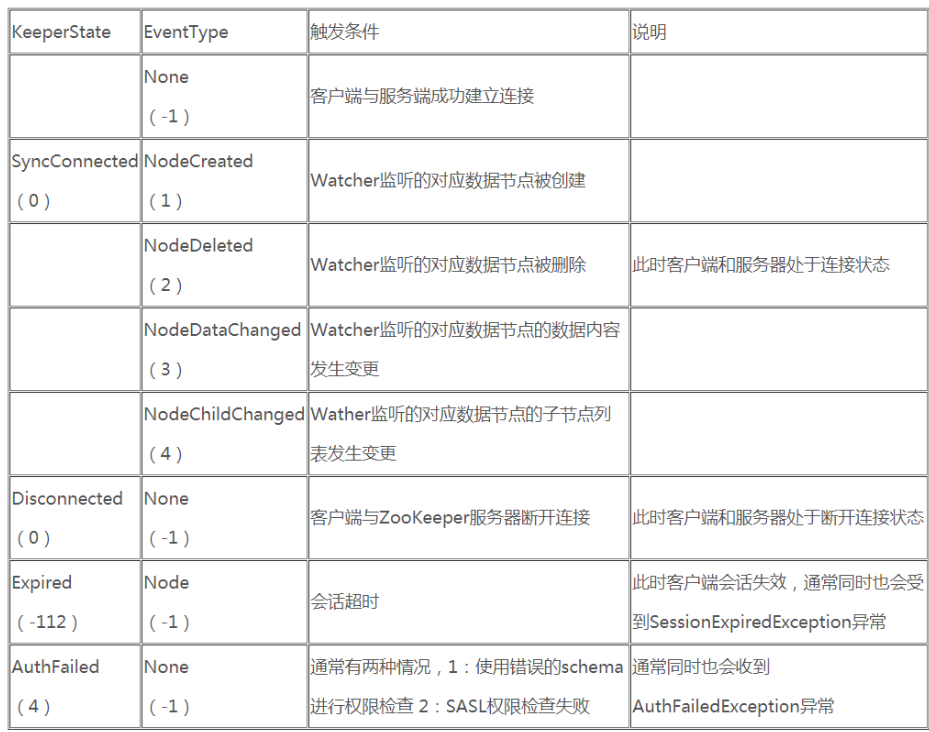 KeeperState EventType 触发条件 说明
None
（-1） 客户端与服务端成功建立连接
SyncConnected
（0） NodeCreated
（1） Watcher监听的对应数据节点被创建
NodeDeleted
（2） Watcher监听的对应数据节点被删除 此时客户端和服务器处于连接状态
NodeDataChanged
（3） Watcher监听的对应数据节点的数据内容
发生变更
NodeChildChanged
（4） Wather监听的对应数据节点的子节点列
表发生变更
Disconnected
（0） None
（-1） 客户端与ZooKeeper服务器断开连接 此时客户端和服务器处于断开连接状态
Expired
（-112） Node
（-1） 会话超时 此时客户端会话失效，通常同时也会受
到SessionExpiredException异常
AuthFailed
（4） None
（-1） 通常有两种情况，1：使用错误的schema
进行权限检查 2：SASL权限检查失败 通常同时也会收到
AuthFailedException异常